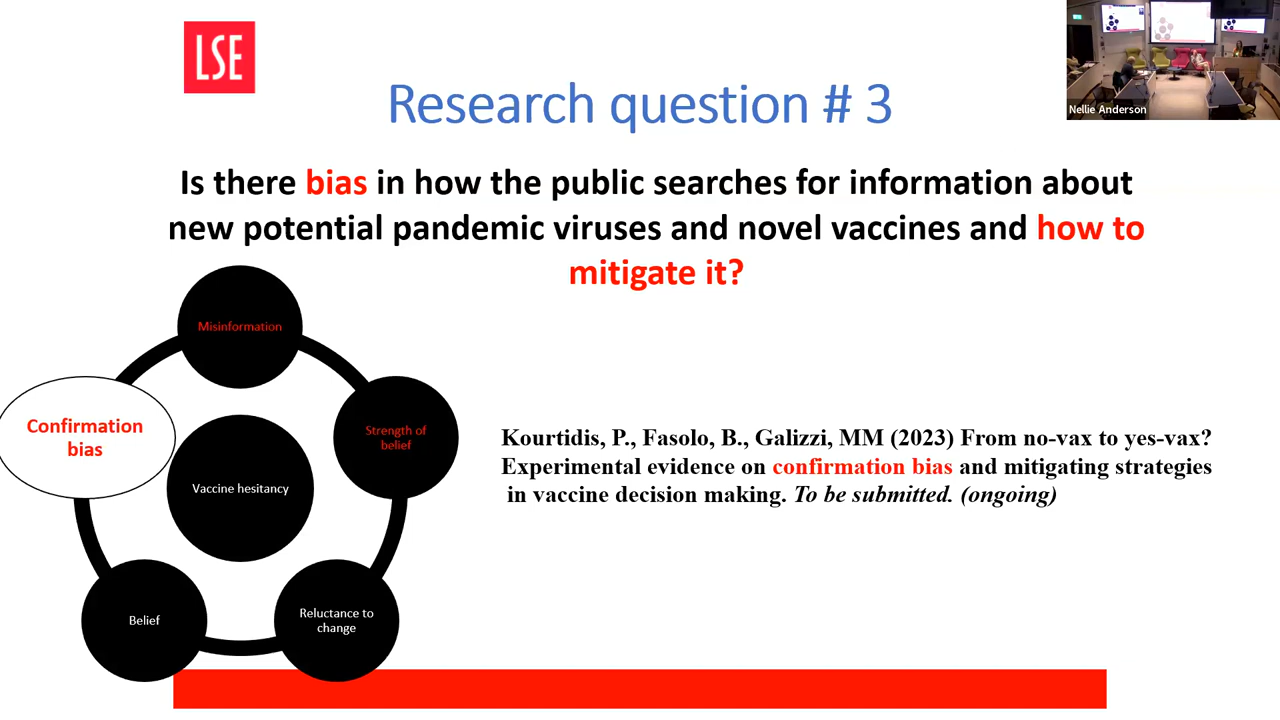 LSE
Nellie Anderson
Research question # 3
Is there bias in how the public searches for information about
new potential pandemic viruses and novel vaccines and how to
mitigate it?
Misinformation
Confirmation
bias
Strength of
belief
Vaccine hesitancy
Belief
Reluctance to
change
Kourtidis, P., Fasolo, B., Galizzi, MM (2023) From no-vax to yes-vax?
Experimental evidence on confirmation bias and mitigating strategies
in vaccine decision making. To be submitted. (ongoing)